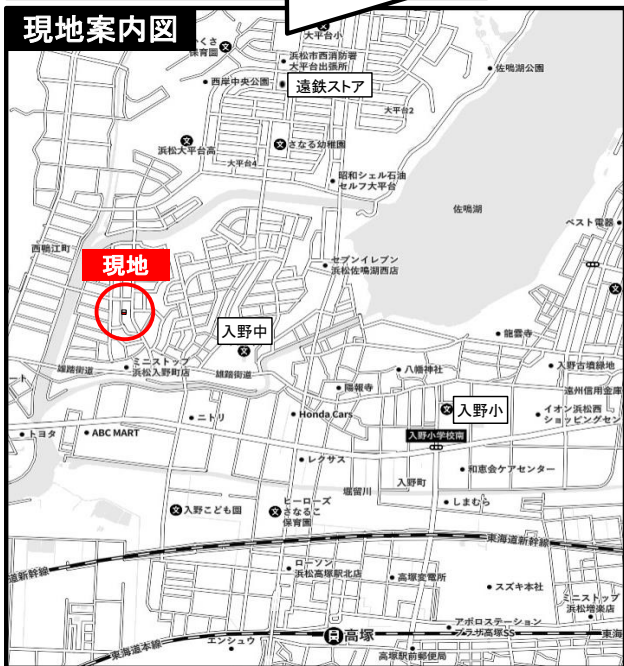 現地案内図
大平台小
くさ
保育園
浜松市西消防署
大平台出張所
西岸中央公園
遠鉄ストア
佐鳴湖公園
大平台2
浜松大平台高
さなる幼稚園
大平台4
昭和シェル石油
セルフ大平台
佐鳴湖
ベスト電器
西鴨江町
現地
セブンイレブン
浜松佐鳴湖西店
入野中
龍雲寺
雄踏街道
ミニストップ
浜松入野町店
雄踏街道
八幡神社
入野古墳緑地
陽報寺
遠州信用金庫
ート
ニトリ
Honda Cars
入野小
イオン浜松西
ショッピングセン
トヨタ
ABC MART
入野小学校南
レクサス
和恵会ケアセンター
入野町
堀留川
しまむら
入野こども園
ヒーローズ
さなるこ
保育園
東海道新幹線
道新幹線
ローソン
浜松高塚駅北店
高塚変電所
スズキ本社
ミニストップ
浜松増楽店
アポロステーション
プラザ高塚SS
高塚
東海道本線
エンシュウ
高塚駅前郵便局
東海